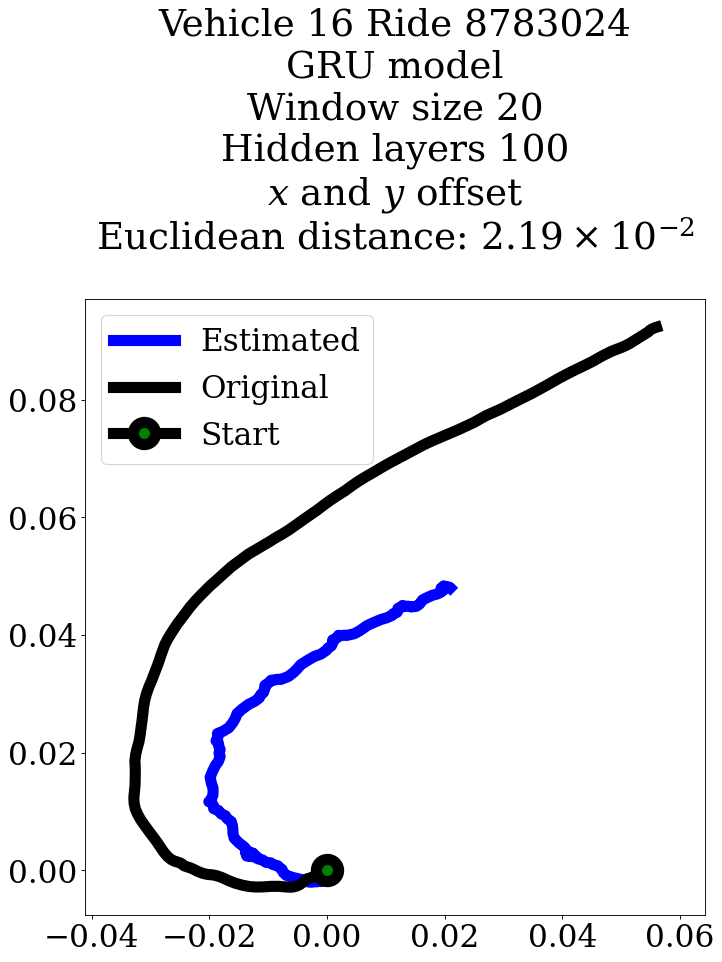 Vehicle 16 Ride 8783024
GRU model
Window size 20
Hidden layers 100
x and y offset
Euclidean distance: 2.19 × 10⁻²
Estimated
Original
Start
0.08
0.06
0.04
0.02
0.00
−0.04 −0.02 0.00 0.02 0.04 0.06